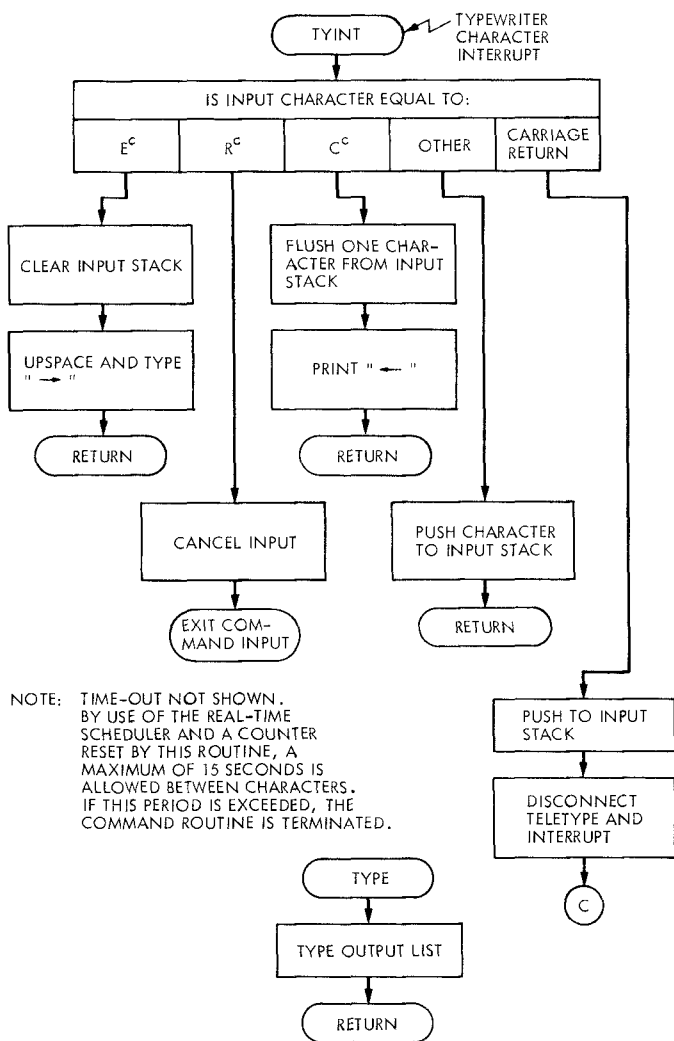 TYINT
TYPEWRITER
CHARACTER
INTERRUPT
IS INPUT CHARACTER EQUAL TO:
Eᶜ
Rᶜ
Cᶜ
OTHER
CARRIAGE
RETURN
CLEAR INPUT STACK
FLUSH ONE CHAR-
ACTER FROM INPUT
STACK
UPSPACE AND TYPE
" → "
PRINT " ← "
RETURN
RETURN
CANCEL INPUT
PUSH CHARACTER
TO INPUT STACK
EXIT COM-
MAND INPUT
RETURN
NOTE: TIME-OUT NOT SHOWN.
BY USE OF THE REAL-TIME
SCHEDULER AND A COUNTER
RESET BY THIS ROUTINE, A
MAXIMUM OF 15 SECONDS IS
ALLOWED BETWEEN CHARACTERS.
IF THIS PERIOD IS EXCEEDED, THE
COMMAND ROUTINE IS TERMINATED.
PUSH TO INPUT
STACK
DISCONNECT
TELETYPE AND
INTERRUPT
C
TYPE
TYPE OUTPUT LIST
RETURN